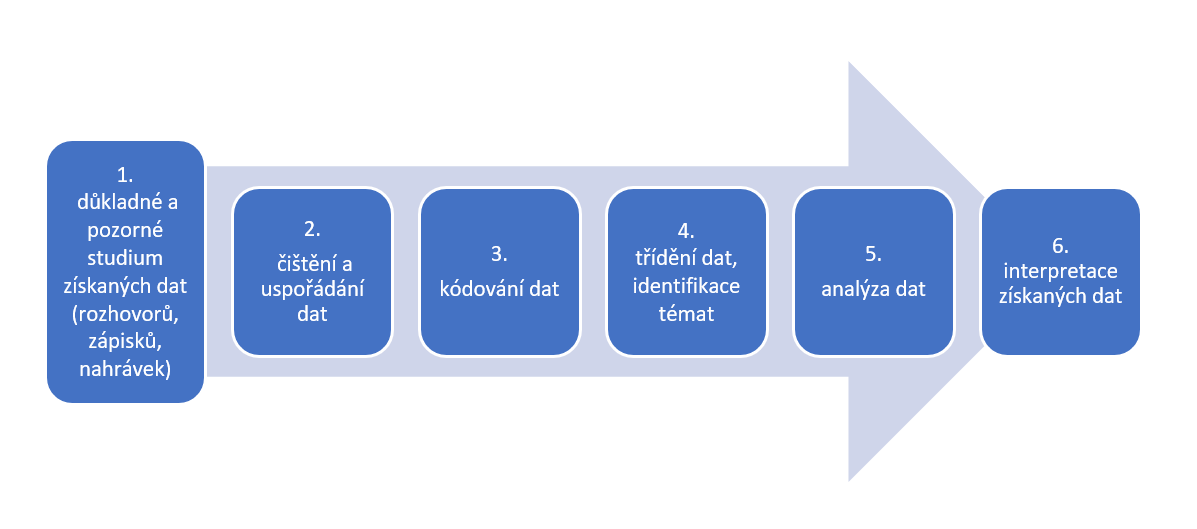 1.
důkladné a
pozorné
studium
získaných dat
(rozhovorů,
zápisků,
nahrávek)
2.
čištění a
uspořádání
dat
3.
kódování dat
4.
třídění dat,
identifikace
témat
5.
analýza dat
6.
interpretace
získaných dat